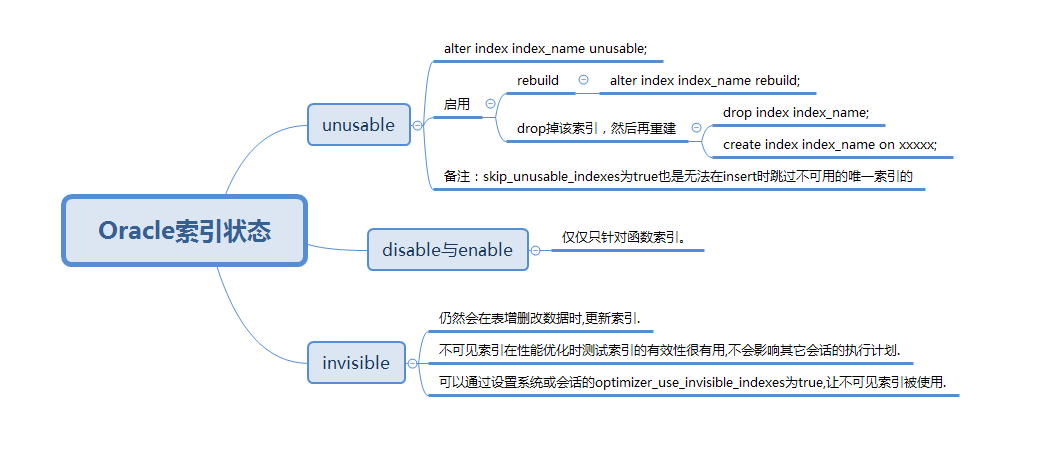 Oracle索引状态
unusable
alter index index_name unusable;
启用
rebuild
alter index index_name rebuild;
drop掉该索引，然后再重建
drop index index_name;
create index index_name on xxxxx;
备注：skip_unusable_indexes为true也是无法在insert时跳过不可用的唯一索引的
disable与enable
仅仅只针对函数索引。
invisible
仍然会在表增删改数据时,更新索引.
不可见索引在性能优化时测试索引的有效性很有用,不会影响其它会话的执行计划.
可以通过设置系统或会话的optimizer_use_invisible_indexes为true,让不可见索引被使用.